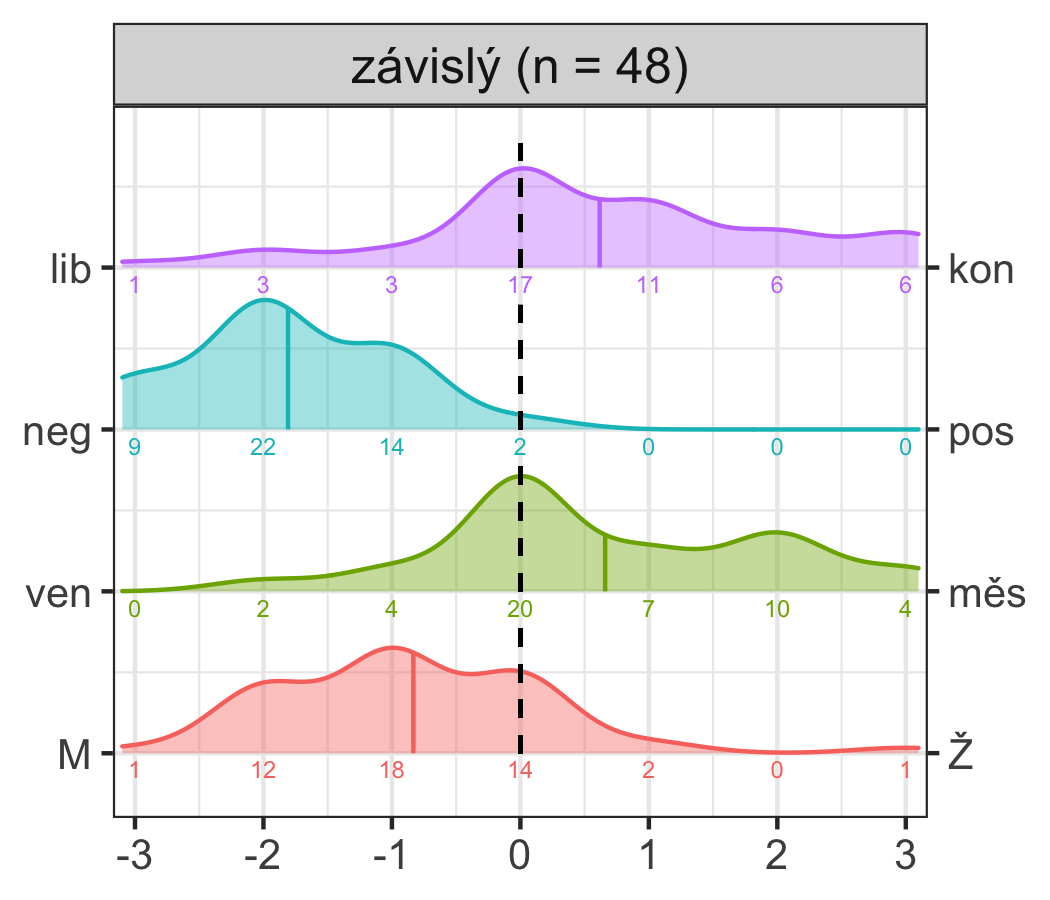 závislý (n = 48)
lib kon
1 3 3 17 11 6 6
neg pos
9 22 14 2 0 0 0
ven měs
0 2 4 20 7 10 4
M Ž
1 12 18 14 2 0 1
-3 -2 -1 0 1 2 3